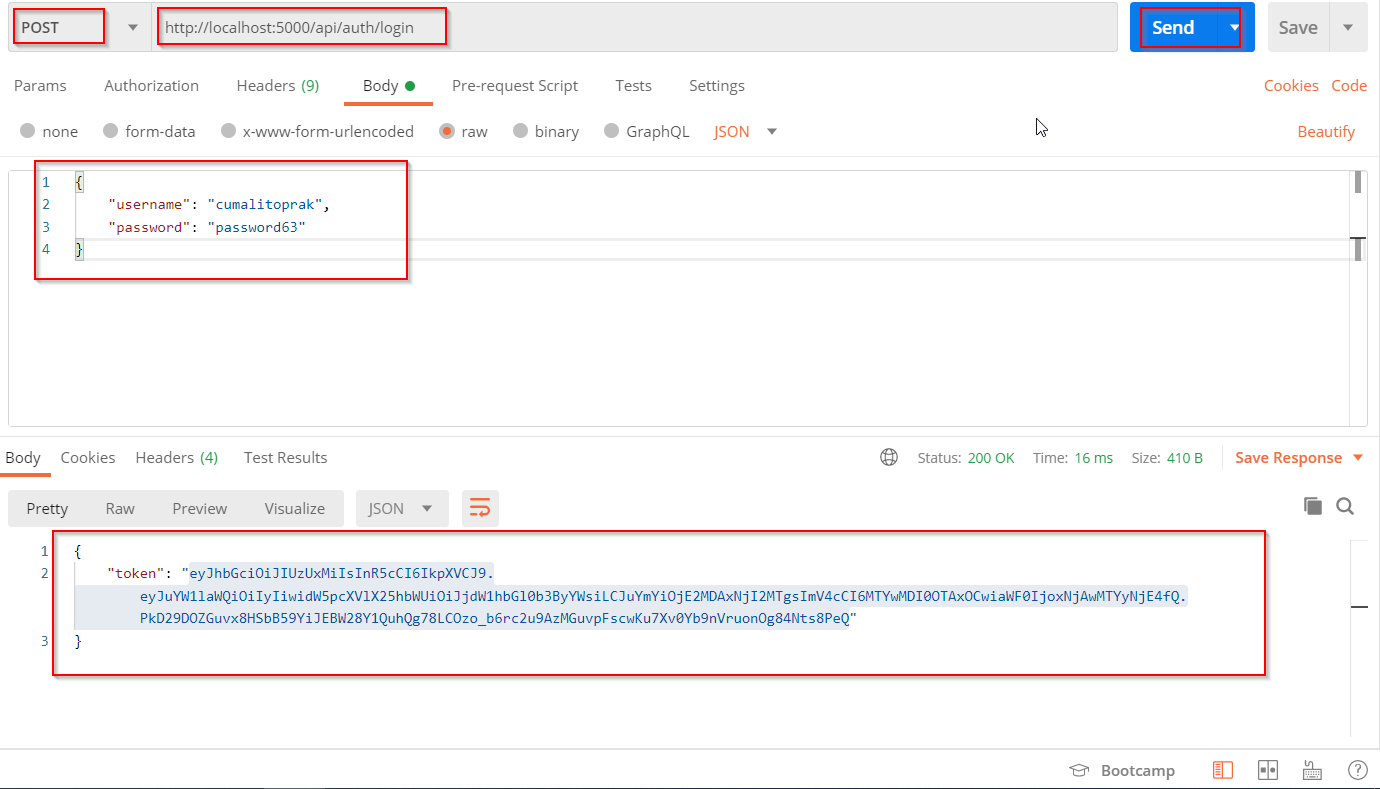 POST http://localhost:5000/api/auth/login Send Save
Params Authorization Headers (9) Body Pre-request Script Tests Settings Cookies Code
none form-data x-www-form-urlencoded raw binary GraphQL JSON Beautify
1 {
2 "username": "cumalitoprak",
3 "password": "password63"
4 }
Body Cookies Headers (4) Test Results Status: 200 OK Time: 16 ms Size: 410 B Save Response
Pretty Raw Preview Visualize JSON
1 {
2 "token": "eyJhbGciOiJIUzUxMiIsInR5cCI6IkpXVCJ9.
eyJuYW1laWQiOiIyIiwidW5pcXVlX25hbWUiOiJjdW1hbGl0b3ByYWsiLCJuYmYiOjE2MDAxNjI2MTgsImV4cCI6MTYwMDI0OTAxOCwiaWF0IjoxNjAwMTYyNjE4fQ.
PkD29DOZGuvx8HSbB59YiJEBW28Y1QuhQg78LCOzo_b6rc2u9AzMGuvpFscwKu7Xv0Yb9nVruonOg84Nts8PeQ"
3 }
Bootcamp